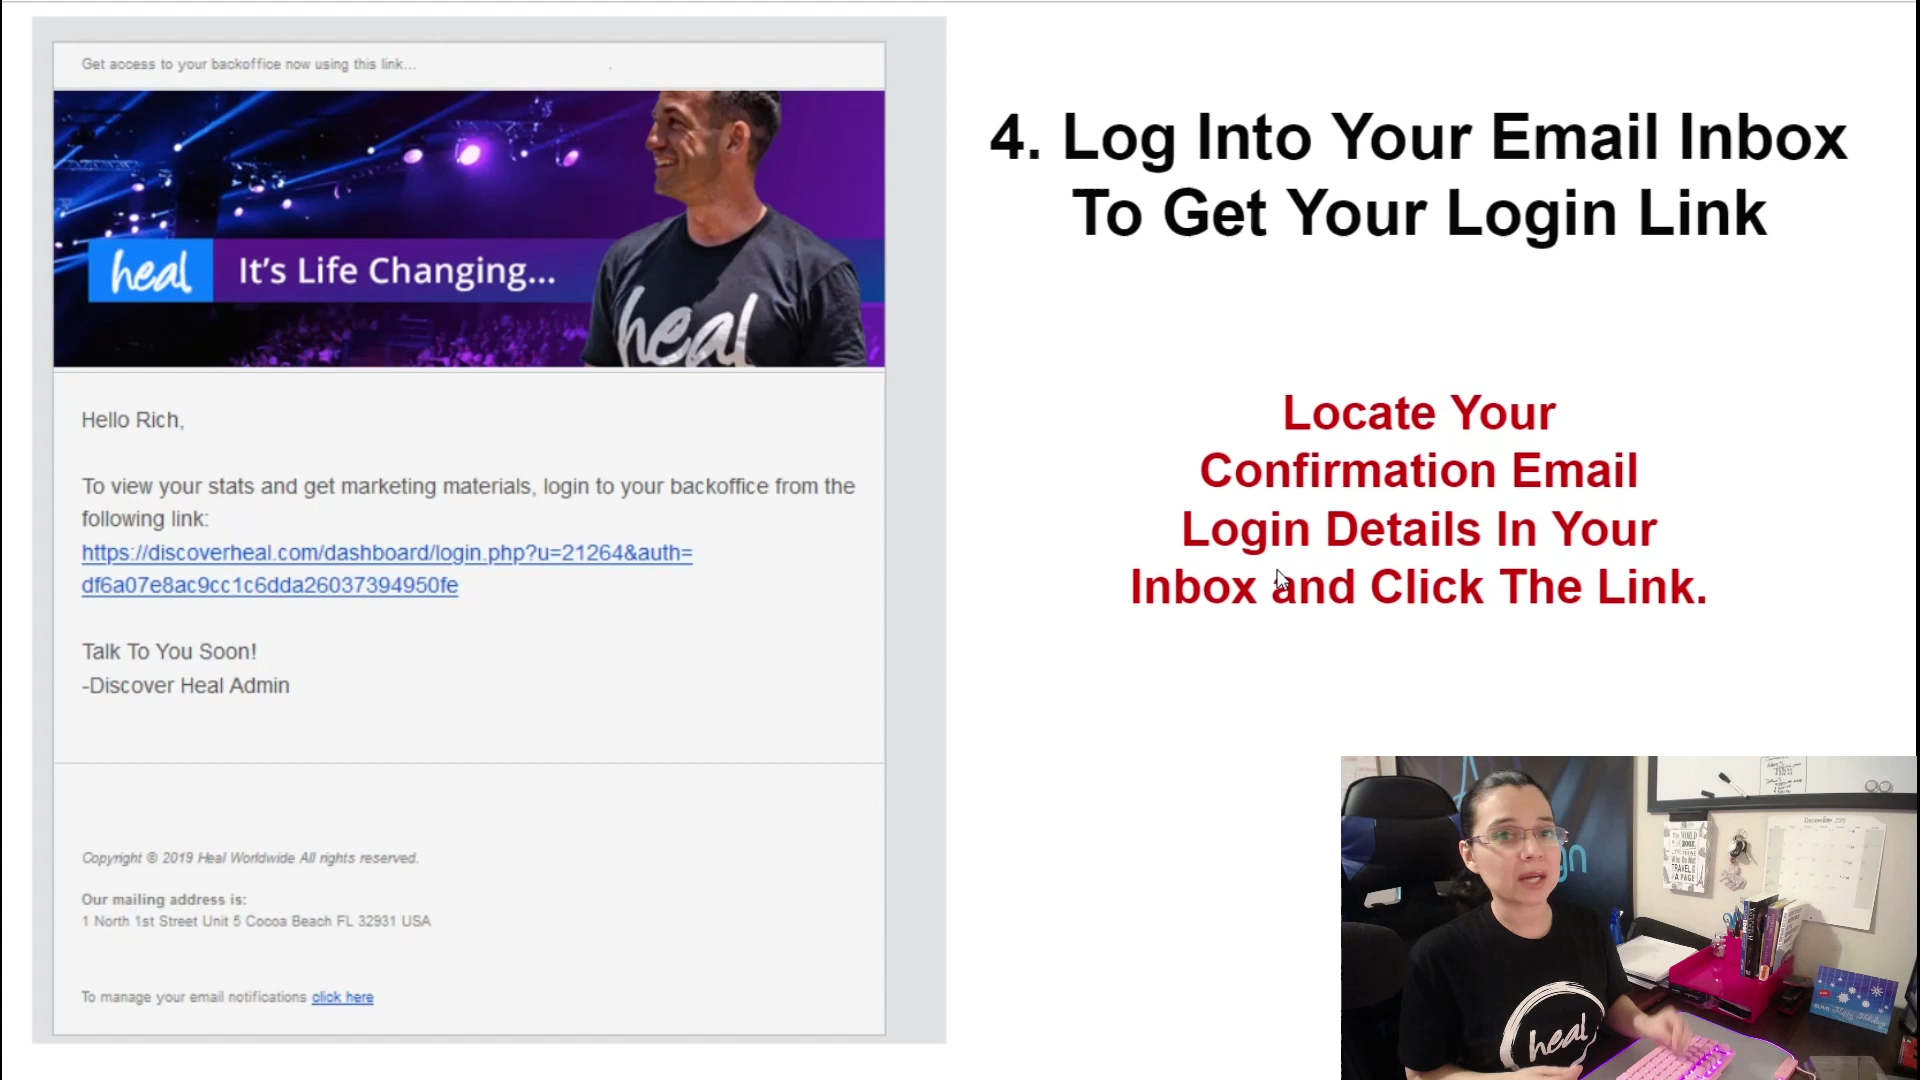 Get access to your backoffice now using this link...
heal It's Life Changing...
heal
Hello Rich,
To view your stats and get marketing materials, login to your backoffice from the
following link:
https://discoverheal.com/dashboard/login.php?u=21264&auth=
df6a07e8ac9cc1c6dda26037394950fe
Talk To You Soon!
-Discover Heal Admin
Copyright © 2019 Heal Worldwide All rights reserved.
Our mailing address is:
1 North 1st Street Unit 5 Cocoa Beach FL 32931 USA
To manage your email notifications click here
4. Log Into Your Email Inbox
To Get Your Login Link
Locate Your
Confirmation Email
Login Details In Your
Inbox and Click The Link.
December 2019
TRAVEL
A PAGE
heal